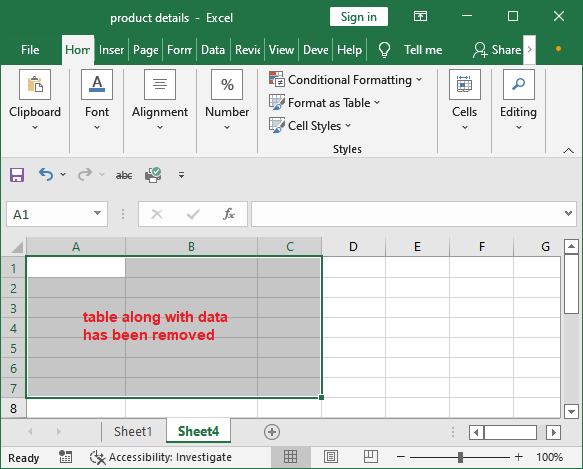 product details - Excel
Sign in
File Hom Inser Page Form Data Revie View Deve Help Tell me Share
Clipboard Font Alignment Number Conditional Formatting Format as Table Cell Styles Styles Cells Editing
abc
A1 fx
A B C D E F G
1
2
3
table along with data
4
has been removed
5
6
7
8
Sheet1 Sheet4
Ready Accessibility: Investigate 100%